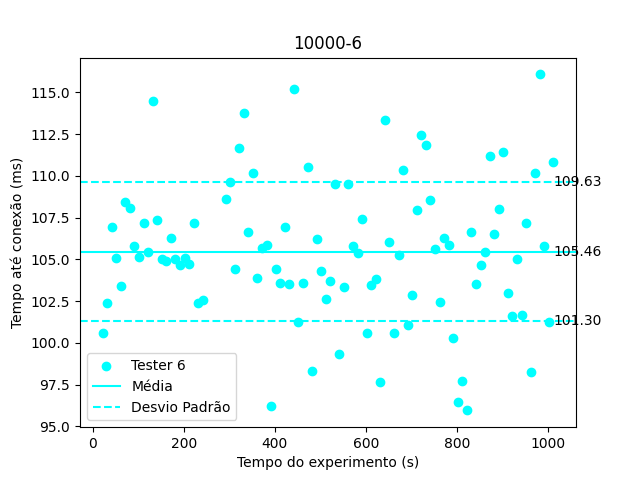 10000-6
Tempo até conexão (ms)
115.0
112.5
110.0
107.5
105.0
102.5
100.0
97.5
95.0
109.63
105.46
101.30
Tester 6
Média
Desvio Padrão
0 200 400 600 800 1000
Tempo do experimento (s)